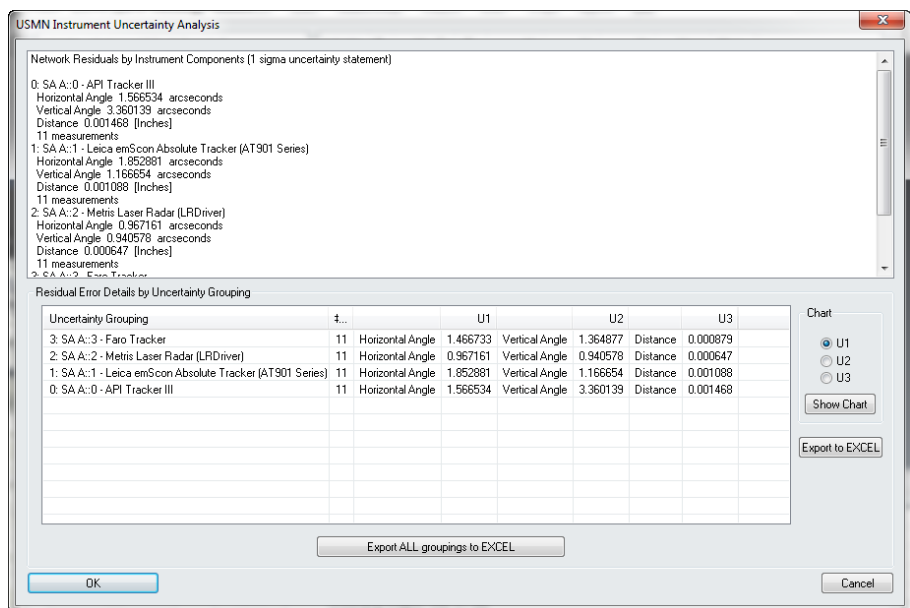 USMN Instrument Uncertainty Analysis
Network Residuals by Instrument Components (1 sigma uncertainty statement)
0: SA A::0 - API Tracker III
Horizontal Angle 1.566534 arcseconds
Vertical Angle 3.360139 arcseconds
Distance 0.001468 [Inches]
11 measurements
1: SA A::1 - Leica emScon Absolute Tracker (AT901 Series)
Horizontal Angle 1.852881 arcseconds
Vertical Angle 1.166654 arcseconds
Distance 0.001088 [Inches]
11 measurements
2: SA A::2 - Metris Laser Radar (LRDriver)
Horizontal Angle 0.967161 arcseconds
Vertical Angle 0.940578 arcseconds
Distance 0.000647 [Inches]
11 measurements
3: SA A::3 - Faro Tracker
Residual Error Details by Uncertainty Grouping
Uncertainty Grouping ‡... U1 U2 U3
3: SA A::3 - Faro Tracker 11 Horizontal Angle 1.466733 Vertical Angle 1.364877 Distance 0.000879
2: SA A::2 - Metris Laser Radar (LRDriver) 11 Horizontal Angle 0.967161 Vertical Angle 0.940578 Distance 0.000647
1: SA A::1 - Leica emScon Absolute Tracker (AT901 Series) 11 Horizontal Angle 1.852881 Vertical Angle 1.166654 Distance 0.001088
0: SA A::0 - API Tracker III 11 Horizontal Angle 1.566534 Vertical Angle 3.360139 Distance 0.001468
Chart
U1
U2
U3
Show Chart
Export to EXCEL
Export ALL groupings to EXCEL
OK
Cancel